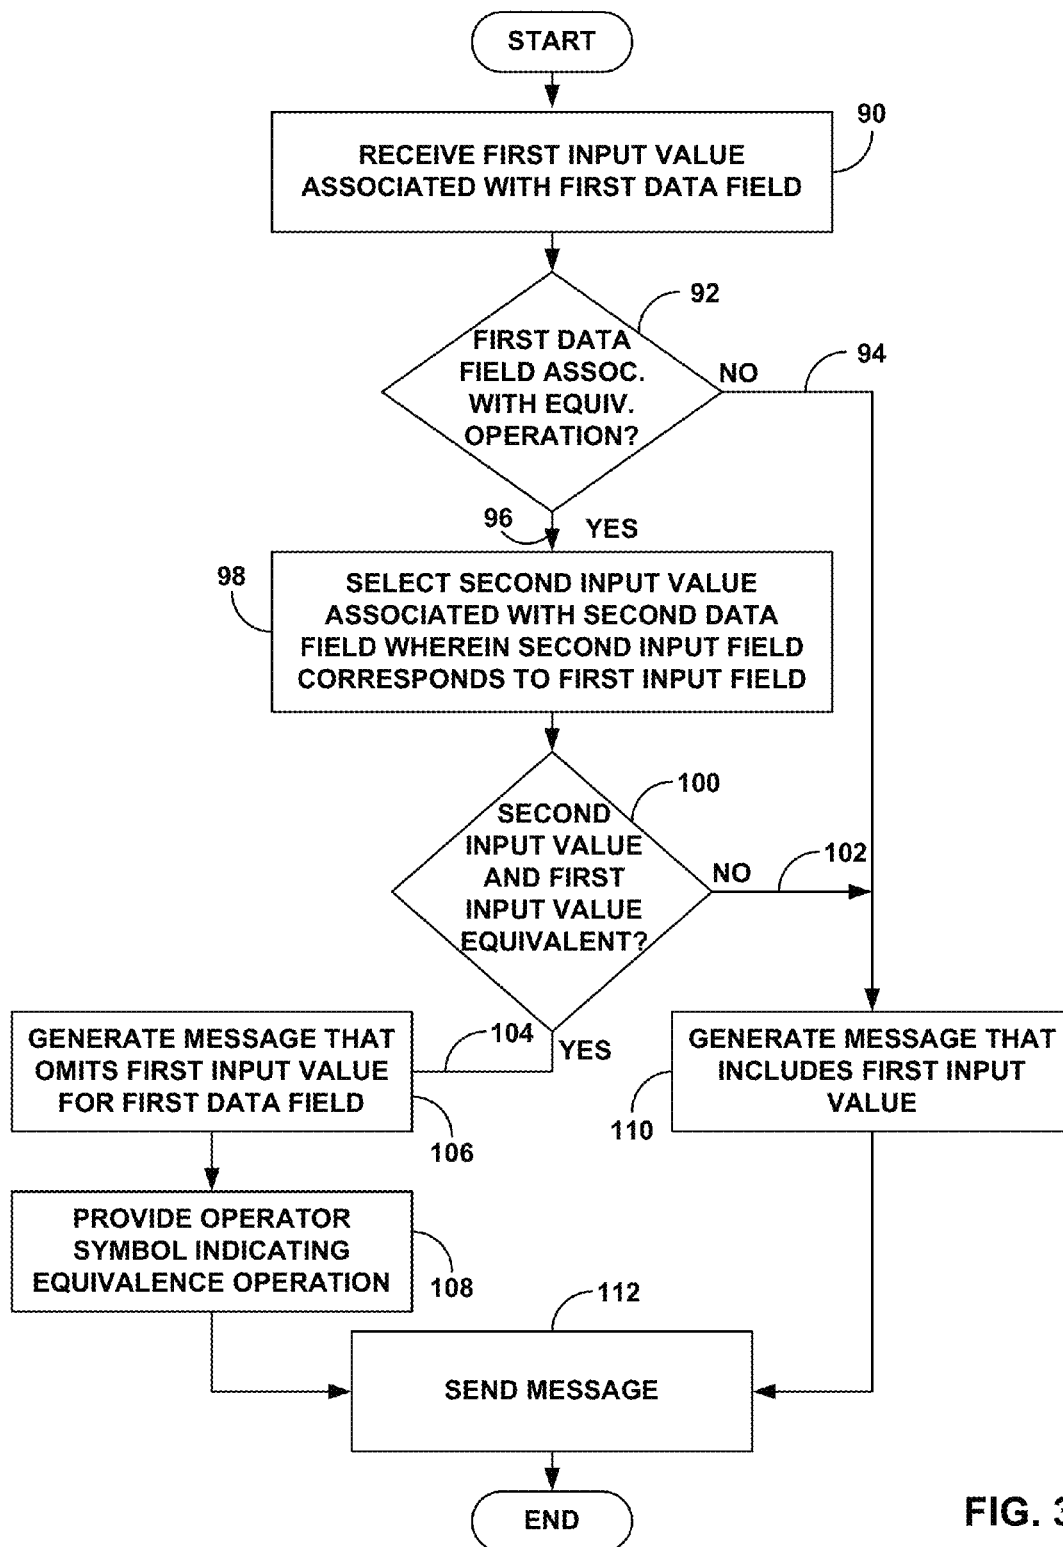 START
90
RECEIVE FIRST INPUT VALUE
ASSOCIATED WITH FIRST DATA FIELD
92
FIRST DATA
FIELD ASSOC.
WITH EQUIV.
OPERATION?
NO
94
96
YES
98
SELECT SECOND INPUT VALUE
ASSOCIATED WITH SECOND DATA
FIELD WHEREIN SECOND INPUT FIELD
CORRESPONDS TO FIRST INPUT FIELD
100
SECOND
INPUT VALUE
AND FIRST
INPUT VALUE
EQUIVALENT?
NO
102
104
YES
GENERATE MESSAGE THAT
OMITS FIRST INPUT VALUE
FOR FIRST DATA FIELD
106
GENERATE MESSAGE THAT
INCLUDES FIRST INPUT
VALUE
110
PROVIDE OPERATOR
SYMBOL INDICATING
EQUIVALENCE OPERATION
108
112
SEND MESSAGE
END
FIG. 3